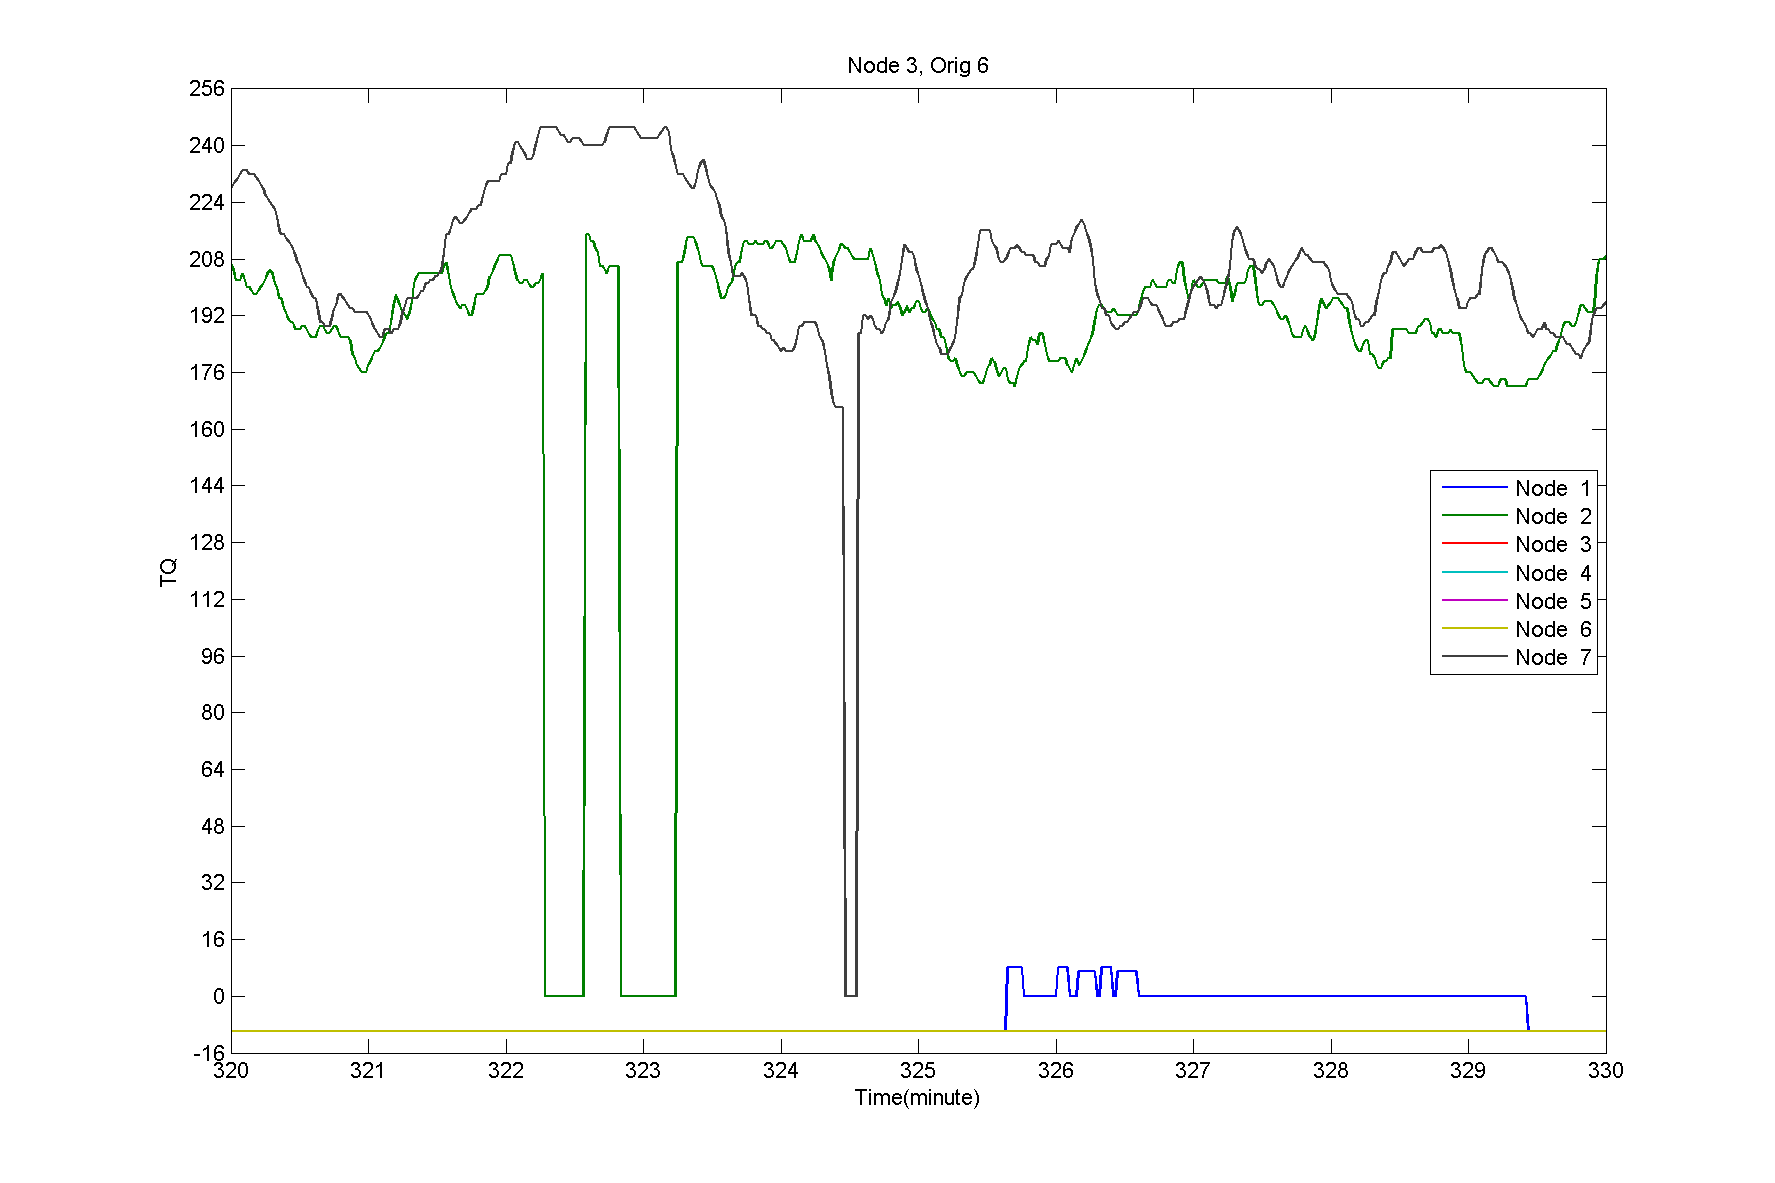 Node 3, Orig 6
256
240
224
208
192
176
160
144
128
112
96
80
64
48
32
16
0
-16
TQ
Node 1
Node 2
Node 3
Node 4
Node 5
Node 6
Node 7
320 321 322 323 324 325 326 327 328 329 330
Time(minute)